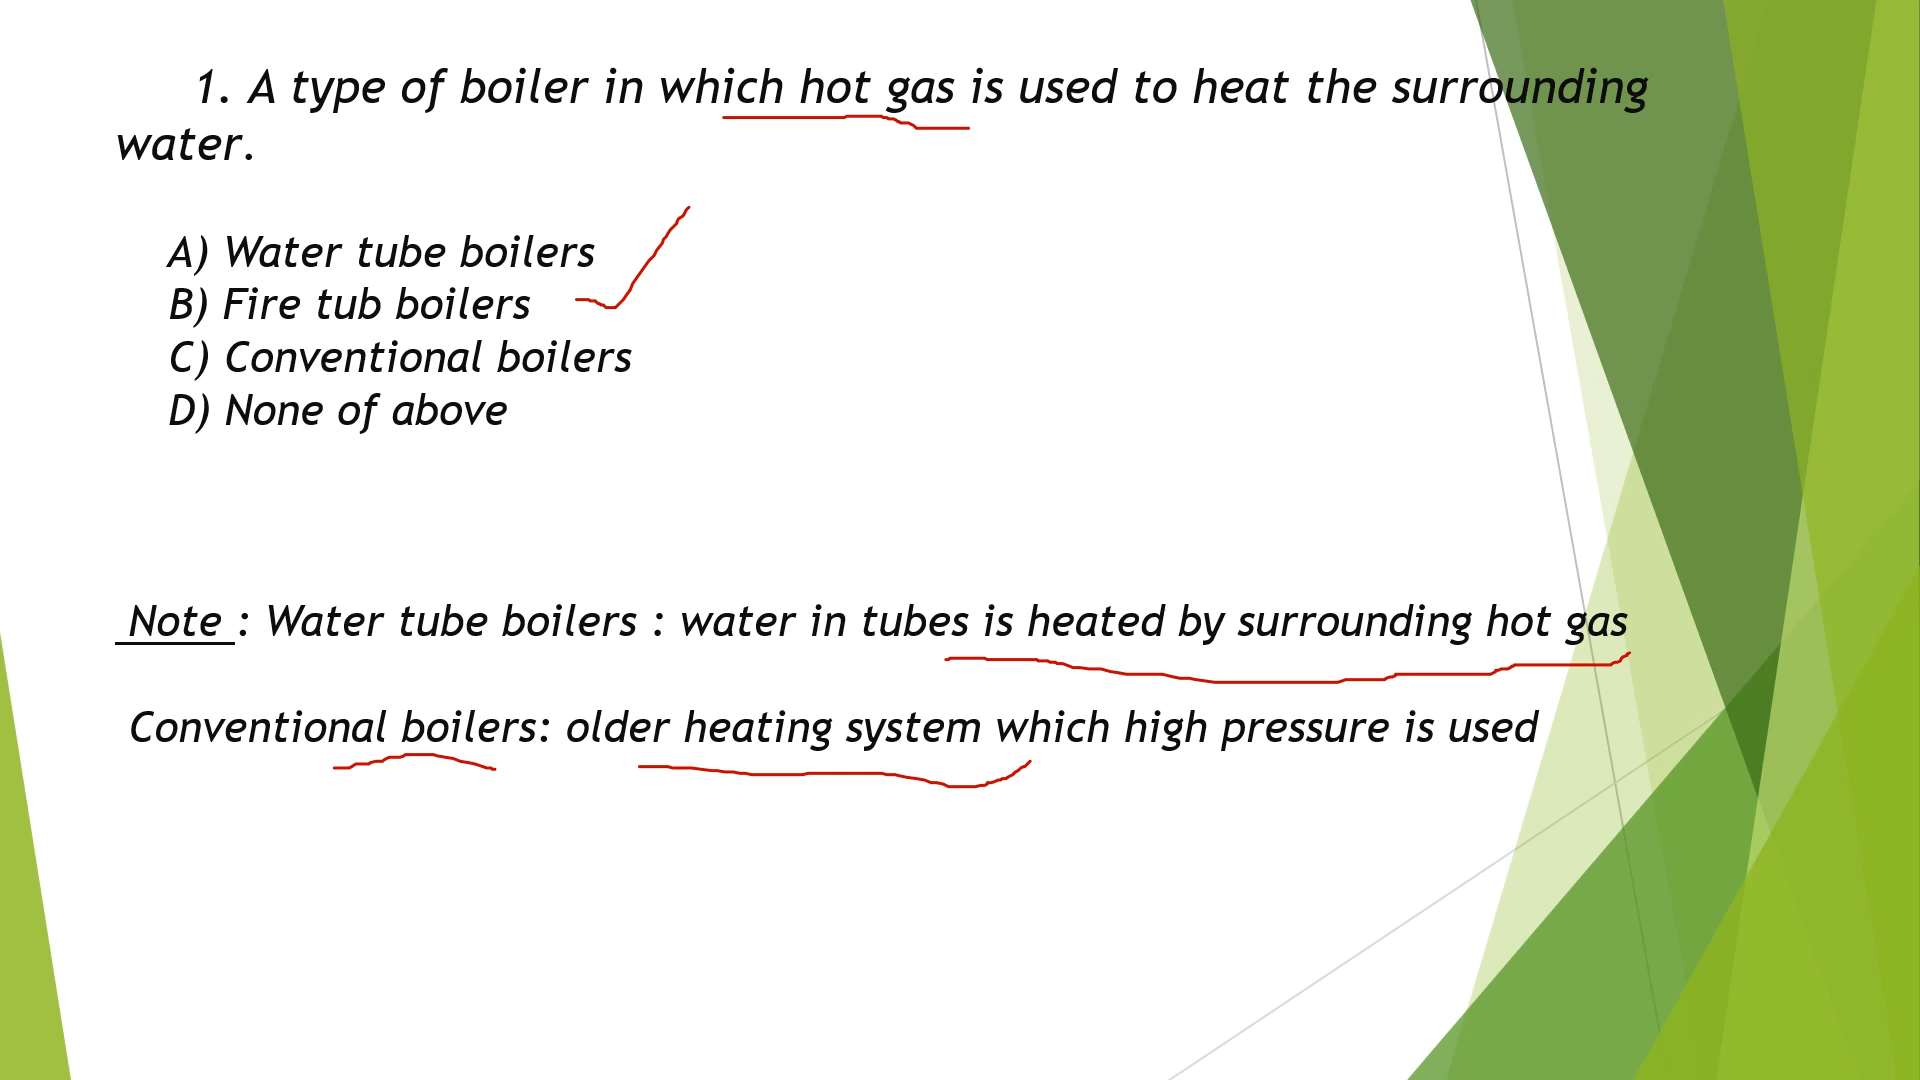 1. A type of boiler in which hot gas is used to heat the surrounding
water.
A) Water tube boilers
B) Fire tub boilers
C) Conventional boilers
D) None of above
Note : Water tube boilers : water in tubes is heated by surrounding hot gas
Conventional boilers: older heating system which high pressure is used